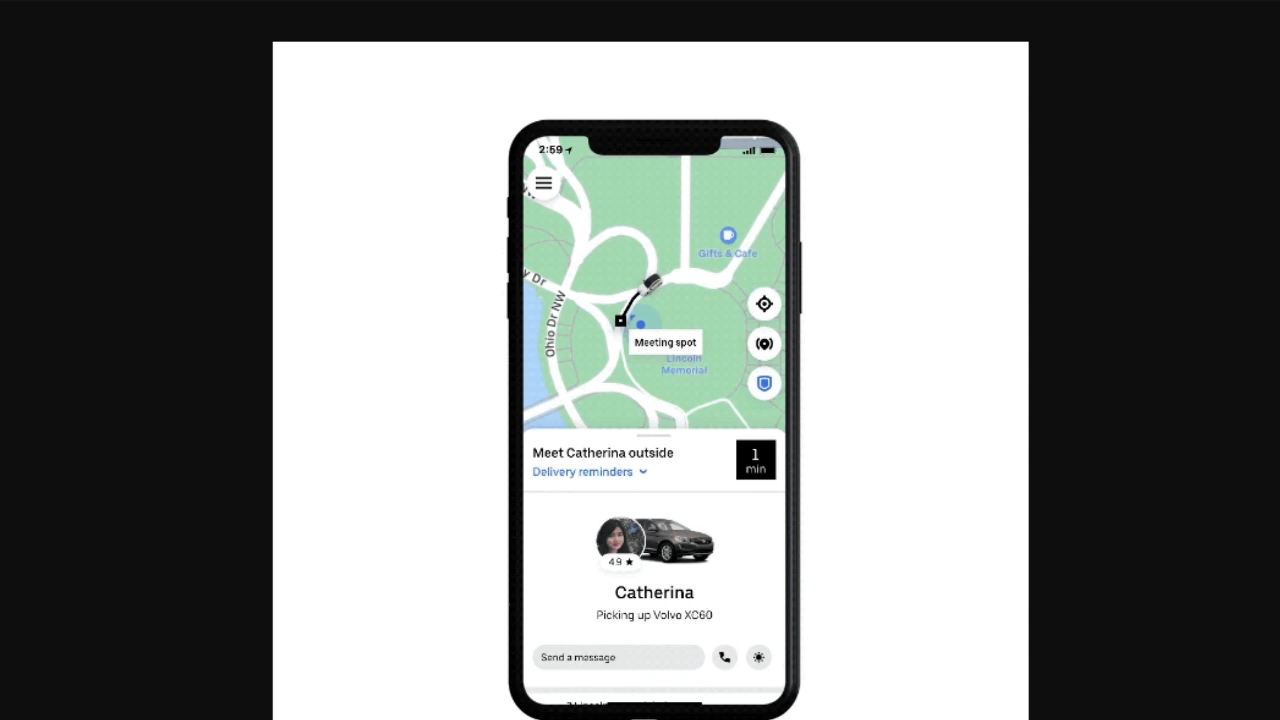 2:59
Gifts & Cafe
y Dr
Ohio Dr NW
Meeting spot
Lincoln
Memorial
Meet Catherina outside
Delivery reminders
1
min
4.9 ★
Catherina
Picking up Volvo XC60
Send a message